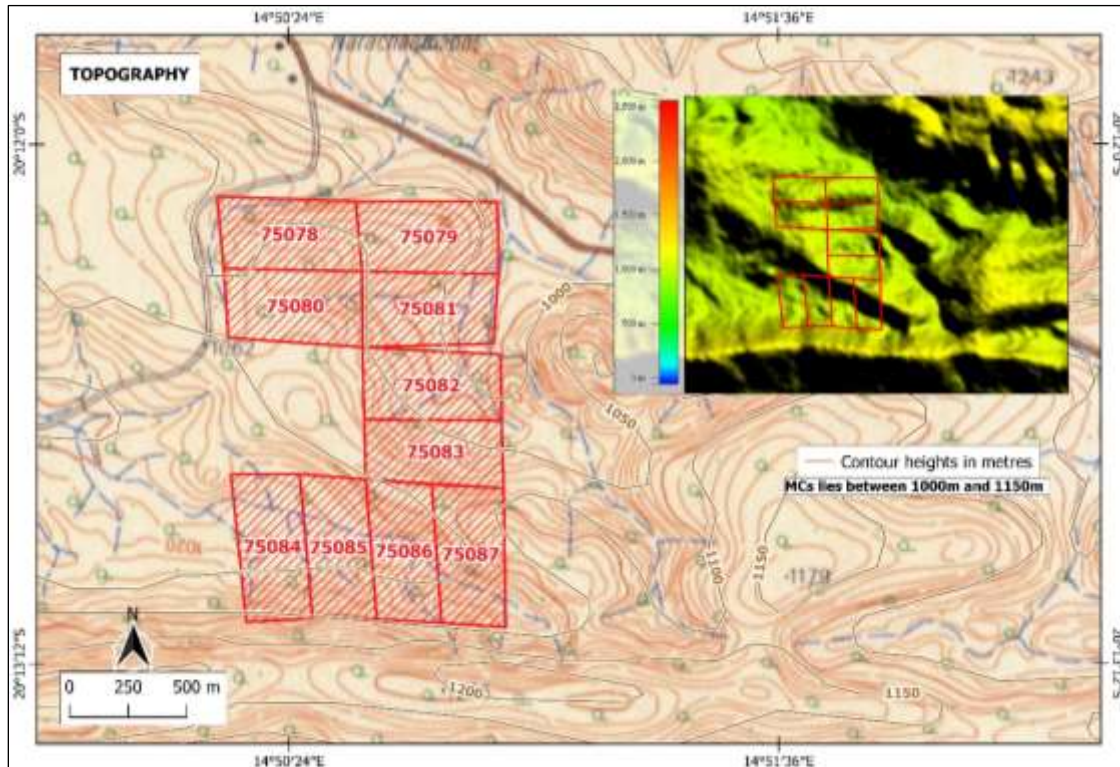 14°50'24"E
14°51'36"E
TOPOGRAPHY
1243
20°12'0"S
20°12'0"S
75078
75079
75080
75081
1000
75082
1050
75083
Contour heights in metres
MCs lies between 1000m and 1150m
75084
75085
75086
75087
1100
1150
1179
N
0 250 500 m
1200
1150
20°13'12"S
20°13'12"S
14°50'24"E
14°51'36"E